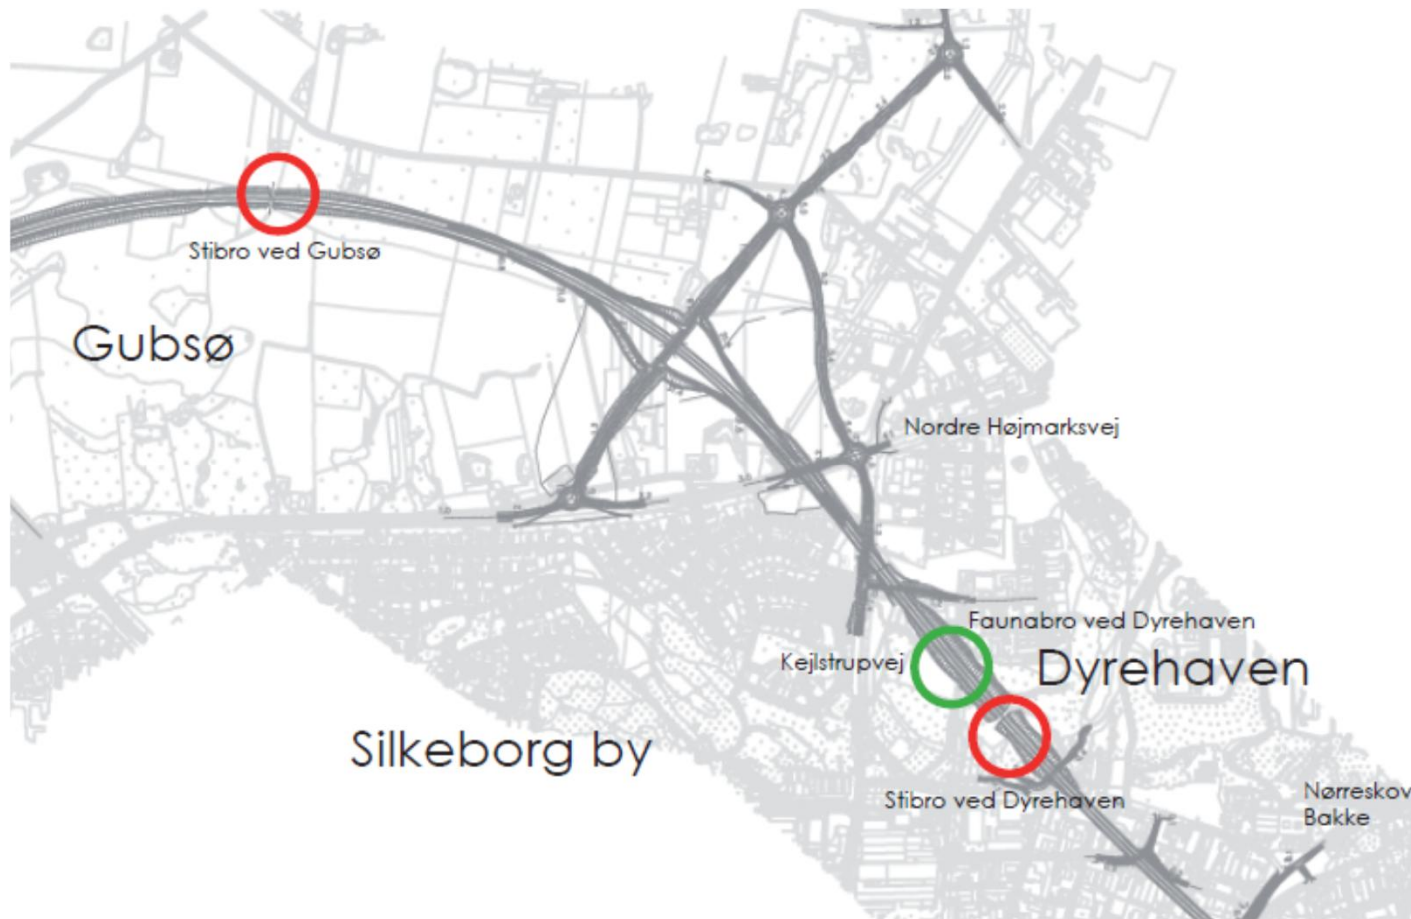 Stibro ved Gubsø
Gubsø
Nordre Højmarksvej
Faunabro ved Dyrehaven
Kejlstrupvej
Dyrehaven
Silkeborg by
Stibro ved Dyrehaven
Nørreskov
Bakke